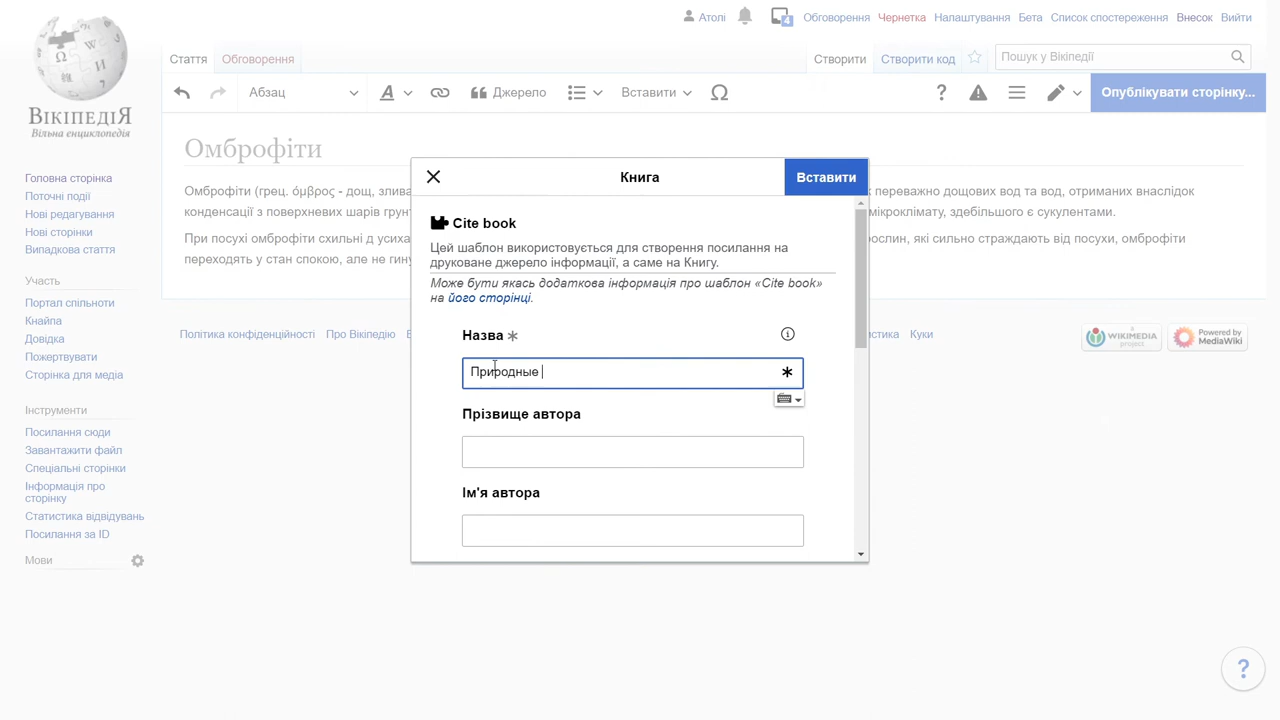 Атолі
4
Обговорення
Чернетка
Налаштування
Бета
Список спостереження
Внесок
Вийти
ВІКІПЕДІЯ
Вільна енциклопедія
Стаття
Обговорення
Створити
Створити код
Пошук у Вікіпедії
Абзац
A
Джерело
Вставити
Ω
?
Опублікувати сторінку...
Омброфіти
Омброфіти (грец. όμβρος - дощ, злива
переважно дощових вод та вод, отриманих внаслідок
конденсації з поверхневих шарів
мікроклімату, здебільшого є сукулентами.
При посухі омброфіти схильні д усиха
рослин, які сильно страждають від посухи, омброфіти
переходять у стан спокою, але не
Книга
Вставити
Cite book
Цей шаблон використовується для створення посилання на
друковане джерело інформації, а саме на Книгу.
Може бути якась додаткова інформація про шаблон «Cite book»
на його сторінці.
Назва
Природные
Прізвище автора
Ім'я автора
Головна сторінка
Поточні події
Нові редагування
Нові сторінки
Випадкова стаття
Участь
Портал спільноти
Кнайпа
Довідка
Пожертвувати
Сторінка для медіа
Інструменти
Посилання сюди
Завантажити файл
Спеціальні сторінки
Інформація про
сторінку
Статистика відвідувань
Посилання за ID
Мови
Політика конфіденційності
Про Вікіпедію
Куки
A
WIKIMEDIA
project
Powered by
MediaWiki
?